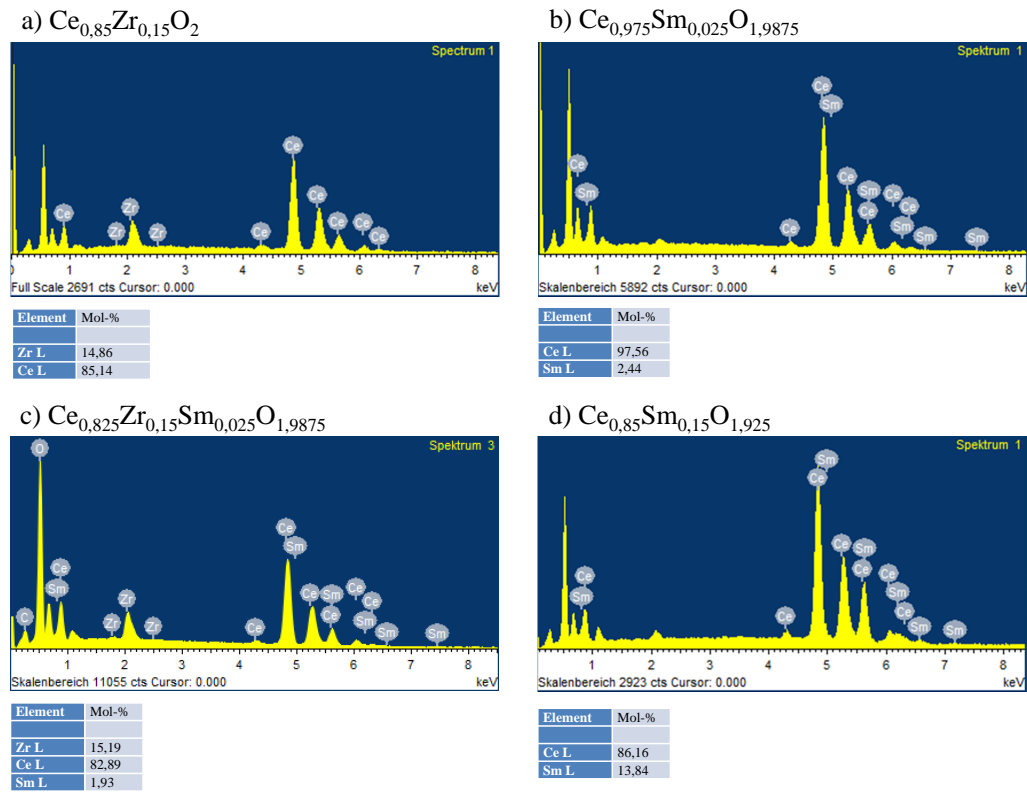 a) Ce0,85Zr0,15O2
Spectrum 1
Ce
Zr
Zr
Zr
Ce
Ce
Ce
Ce
Ce
Ce
0 1 2 3 4 5 6 7 8
Full Scale 2691 cts Cursor: 0.000 keV
Element Mol-%
Zr L 14,86
Ce L 85,14
b) Ce0,975Sm0,025O1,9875
Spektrum 1
Ce
Sm
Ce
Ce
Sm
Ce
Sm
Ce
Ce
Ce
Sm
Sm
Sm
1 2 3 4 5 6 7 8
Skalenbereich 5892 cts Cursor: 0.000 keV
Element Mol-%
Ce L 97,56
Sm L 2,44
c) Ce0,825Zr0,15Sm0,025O1,9875
Spektrum 3
C
O
Sm
Ce
Zr
Zr
Zr
Ce
Ce
Sm
Ce
Sm
Ce
Ce
Ce
Sm
Sm
Sm
1 2 3 4 5 6 7 8
Skalenbereich 11055 cts Cursor: 0.000 keV
Element Mol-%
Zr L 15,19
Ce L 82,89
Sm L 1,93
d) Ce0,85Sm0,15O1,925
Spektrum 1
Ce
Sm
Ce
Sm
Ce
Ce
Sm
Ce
Ce
Sm
Sm
Ce
Sm
Sm
1 2 3 4 5 6 7 8
Skalenbereich 2923 cts Cursor: 0.000 keV
Element Mol-%
Ce L 86,16
Sm L 13,84